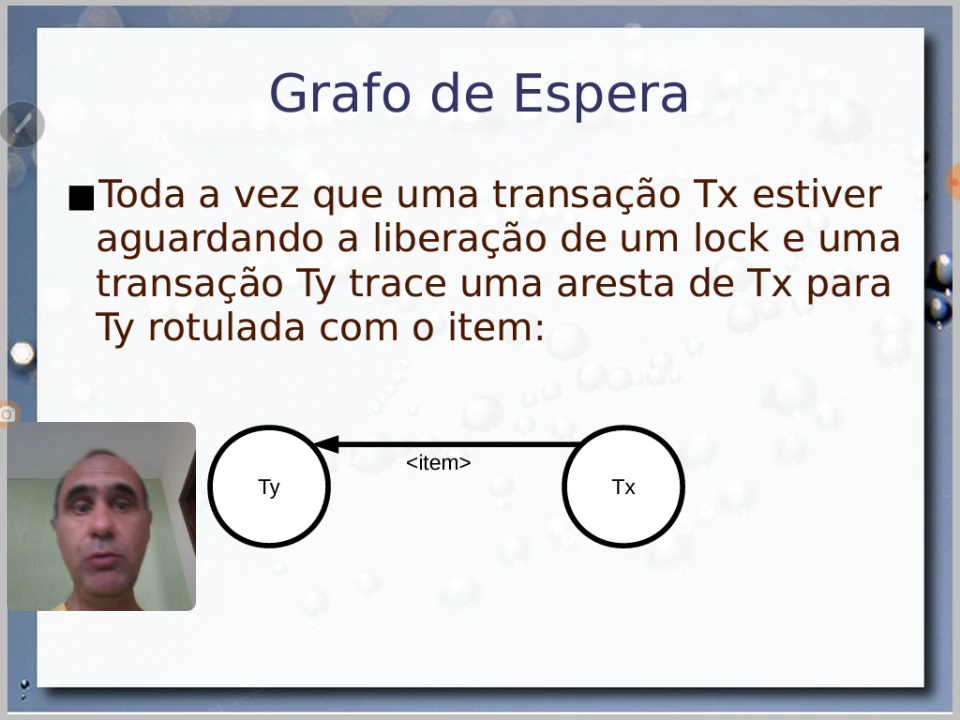 Grafo de Espera
■Toda a vez que uma transação Tx estiver
aguardando a liberação de um lock e uma
transação Ty trace uma aresta de Tx para
Ty rotulada com o item:
<item>
Ty
Tx